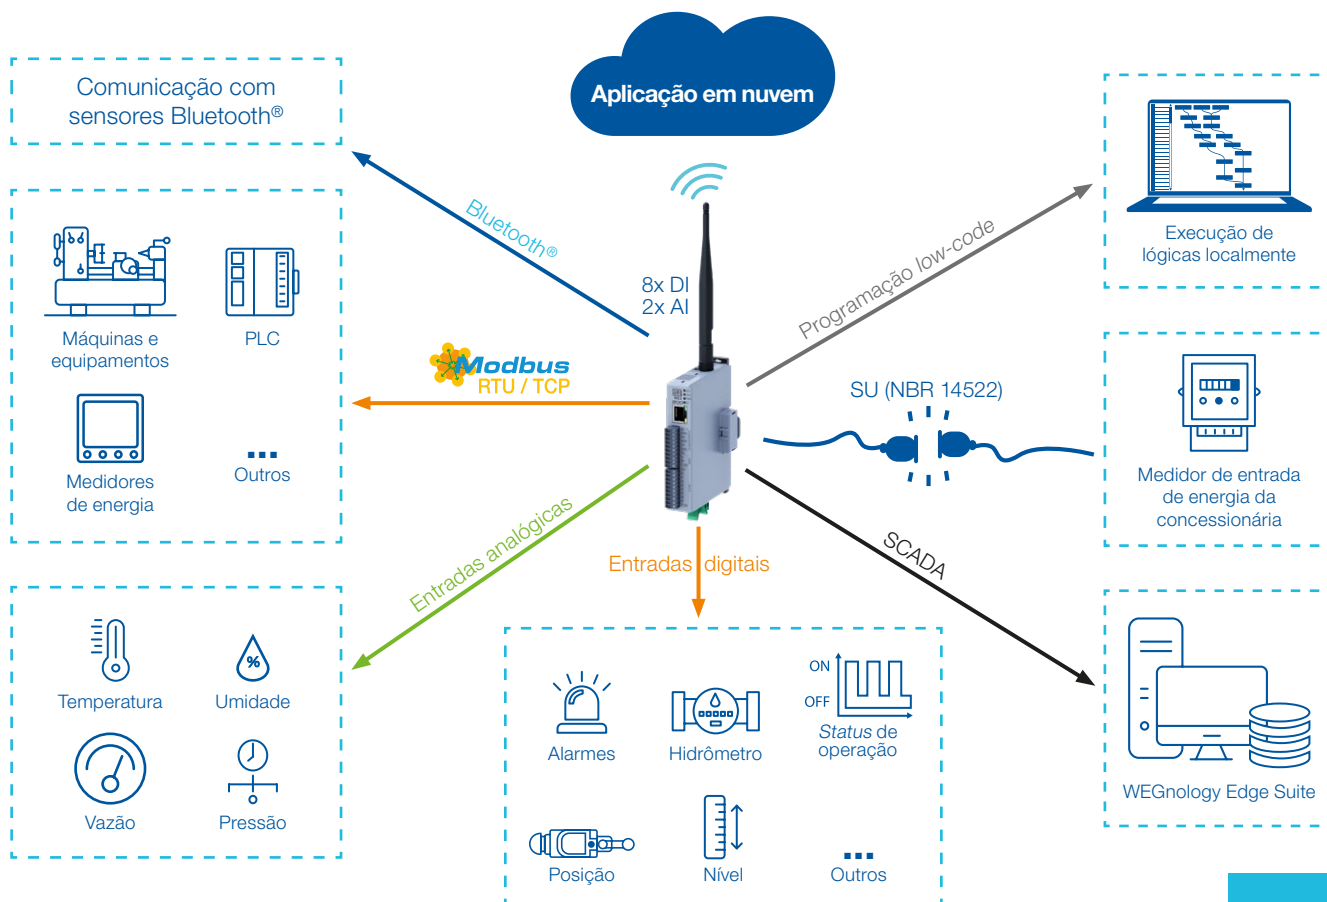 Aplicação em nuvem
Comunicação com
sensores Bluetooth®
Bluetooth®
8x DI
2x AI
Programação low-code
Execução de
lógicas localmente
Máquinas e
equipamentos
PLC
Medidores
de energia
...
Outros
Modbus
RTU / TCP
SU (NBR 14522)
Medidor de entrada
de energia da
concessionária
Entradas analógicas
Entradas digitais
SCADA
Temperatura
%
Umidade
Vazão
Pressão
Alarmes
Hidrômetro
ON
OFF
Status de
operação
Posição
Nível
...
Outros
WEGnology Edge Suite